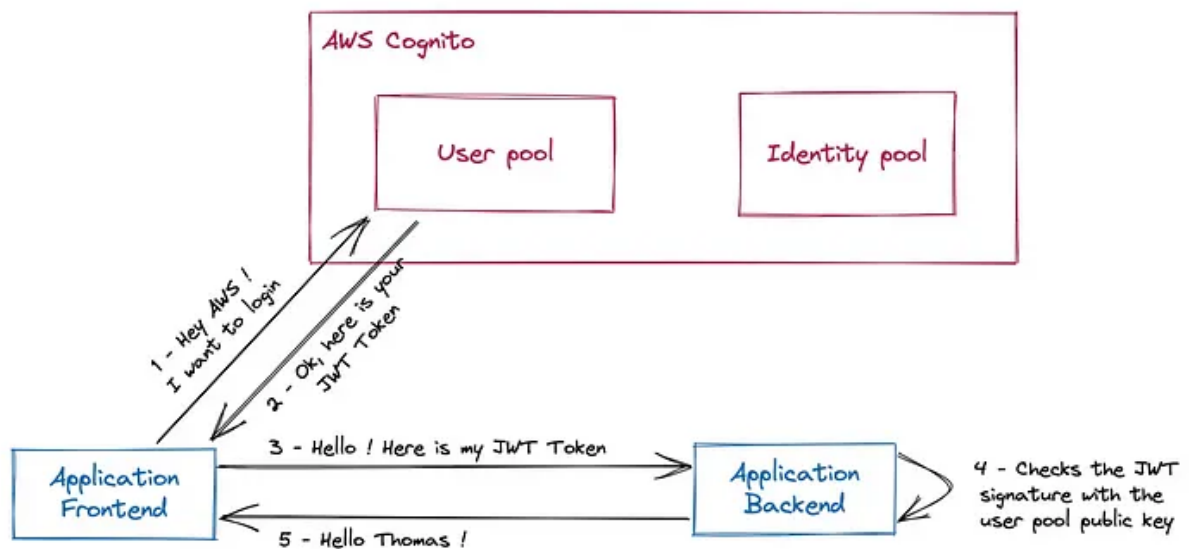 AWS Cognito
User pool
Identity pool
1 - Hey AWS !
I want to login
2 - Ok, here is your
JWT Token
3 - Hello ! Here is my JWT Token
Application
Frontend
Application
Backend
4 - Checks the JWT
signature with the
user pool public key
5 - Hello Thomas !